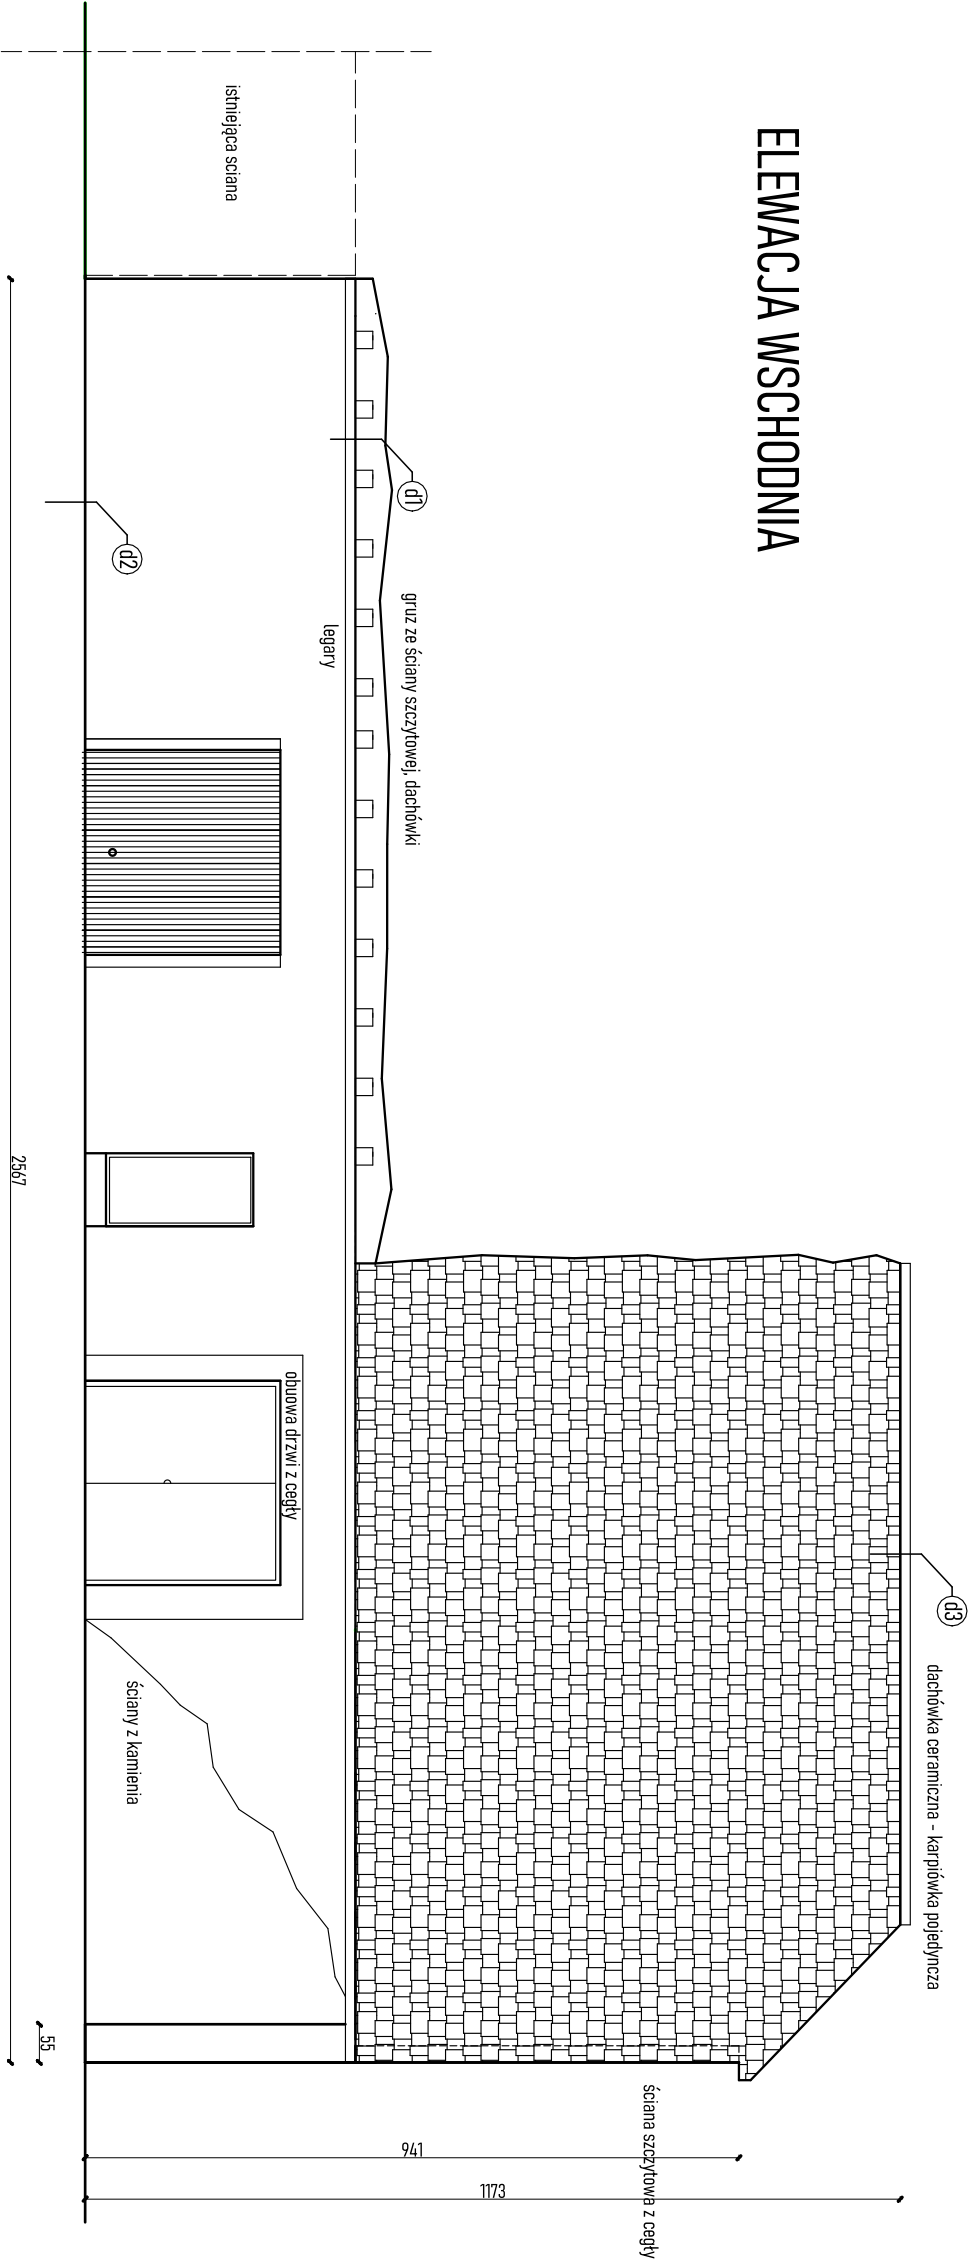 ELEWACJA WSCHODNIA
istniejąca sciana
d1
d2
gruz ze ściany szczytowej, dachówki
legary
d3
dachówka ceramiczna - karpiówka pojedyncza
obuowa drzwi z cegły
ściany z kamienia
ściana szczytowa z cegły
2567
55
941
1173